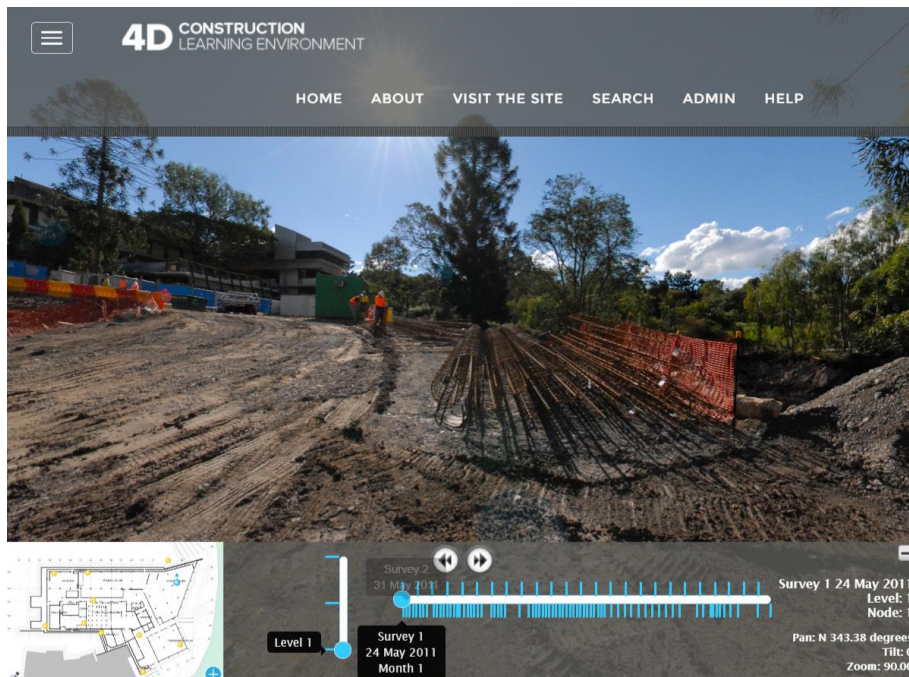 4D CONSTRUCTION
LEARNING ENVIRONMENT
HOME ABOUT VISIT THE SITE SEARCH ADMIN HELP
Survey 2
31 May 2011
Level 1
Survey 1
24 May 2011
Month 1
Survey 1 24 May 2011
Level:
Node:
Pan: N 343.38 degrees
Tilt:
Zoom: 90.00